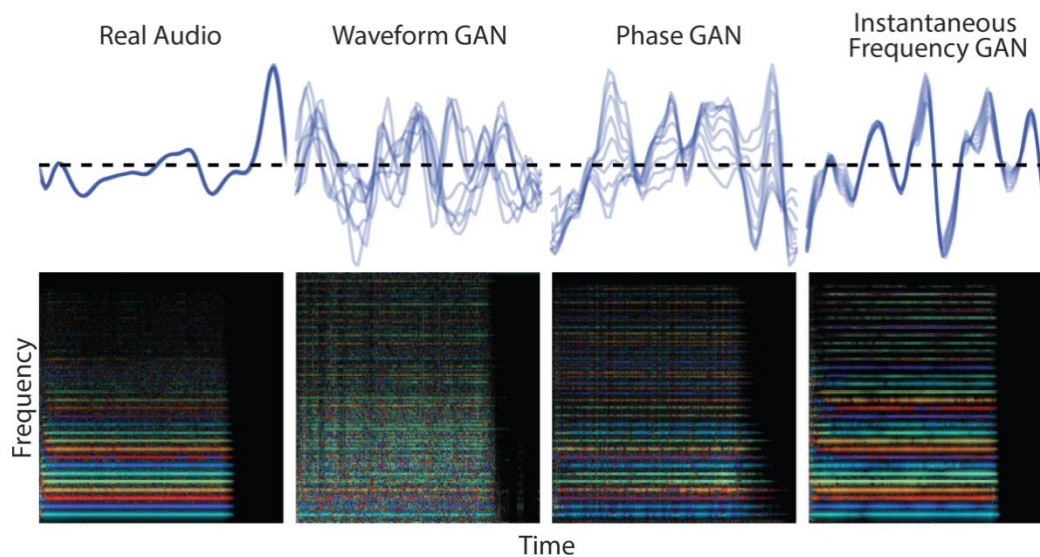 Real Audio
Waveform GAN
Phase GAN
Instantaneous
Frequency GAN
Frequency
Time